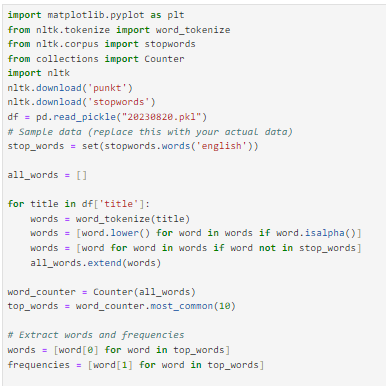 import matplotlib.pyplot as plt
from nltk.tokenize import word_tokenize
from nltk.corpus import stopwords
from collections import Counter
import nltk
nltk.download('punkt')
nltk.download('stopwords')
df = pd.read_pickle("20230820.pkl")
# Sample data (replace this with your actual data)
stop_words = set(stopwords.words('english'))

all_words = []

for title in df['title']:
    words = word_tokenize(title)
    words = [word.lower() for word in words if word.isalpha()]
    words = [word for word in words if word not in stop_words]
    all_words.extend(words)

word_counter = Counter(all_words)
top_words = word_counter.most_common(10)

# Extract words and frequencies
words = [word[0] for word in top_words]
frequencies = [word[1] for word in top_words]